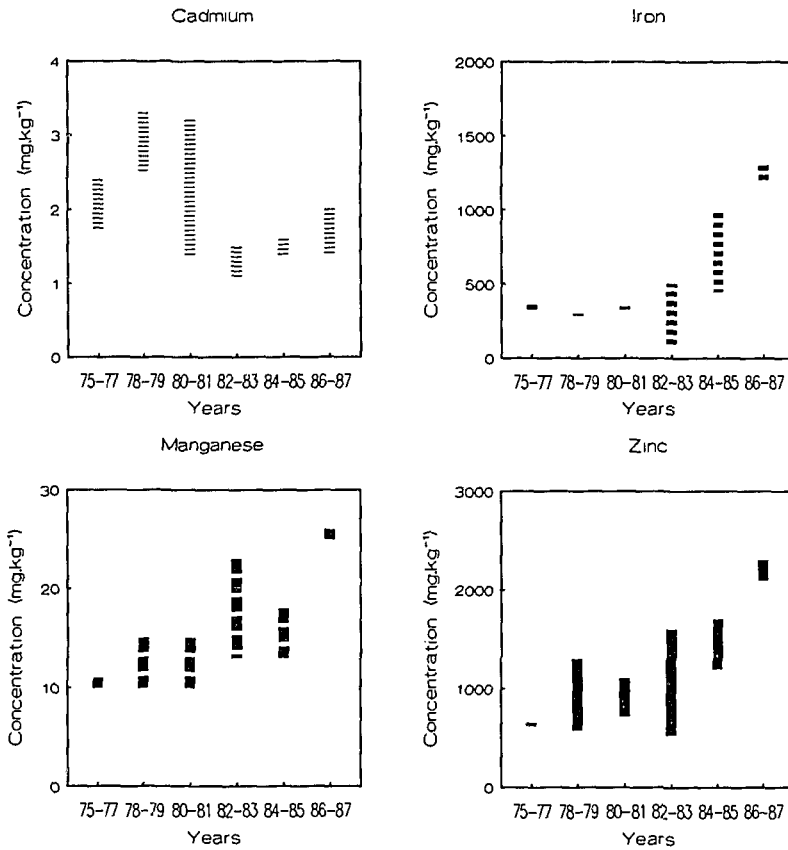 Cadmium
Concentration (mg.kg⁻¹)
4
3
2
1
0
75-77 78-79 80-81 82-83 84-85 86-87
Years
Iron
Concentration (mg.kg⁻¹)
2000
1500
1000
500
0
75-77 78-79 80-81 82-83 84-85 86-87
Years
Manganese
Concentration (mg.kg⁻¹)
30
20
10
0
75-77 78-79 80-81 82-83 84-85 86-87
Years
Zinc
Concentration (mg.kg⁻¹)
3000
2000
1000
0
75-77 78-79 80-81 82-83 84-85 86-87
Years